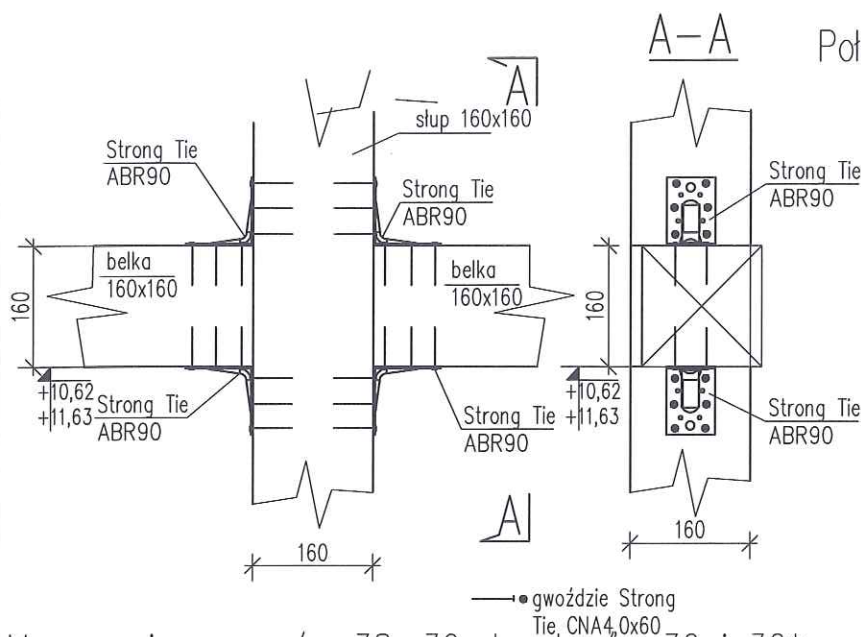 A-A
Poł
A
słup 160x160
Strong Tie
ABR90
Strong Tie
ABR90
Strong Tie
ABR90
belka
160x160
belka
160x160
160
160
+10,62
+11,63
Strong Tie
ABR90
Strong Tie
ABR90
+10,62
+11,63
Strong Tie
ABR90
A
160
160
gwoździe Strong
Tie CNA4,0x60